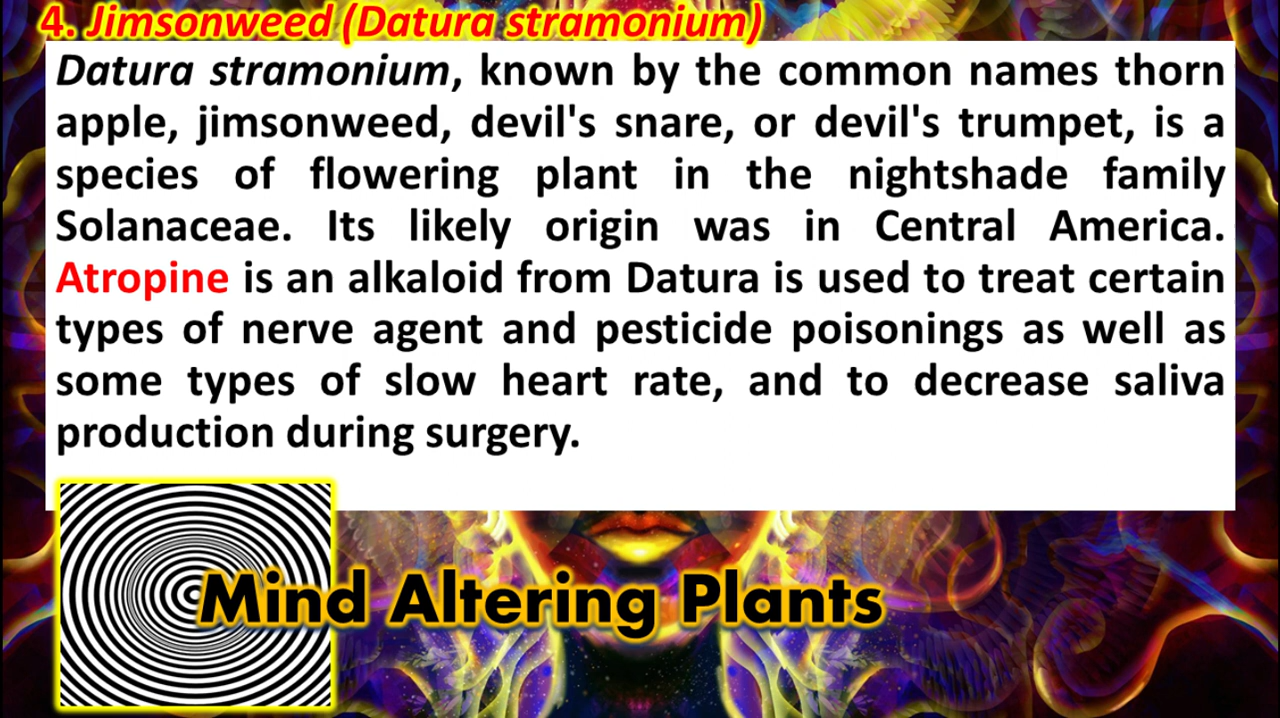 4. Jimsonweed (Datura stramonium)
Datura stramonium, known by the common names thorn
apple, jimsonweed, devil's snare, or devil's trumpet, is a
species of flowering plant in the nightshade family
Solanaceae. Its likely origin was in Central America.
Atropine is an alkaloid from Datura is used to treat certain
types of nerve agent and pesticide poisonings as well as
some types of slow heart rate, and to decrease saliva
production during surgery.
Mind Altering Plants